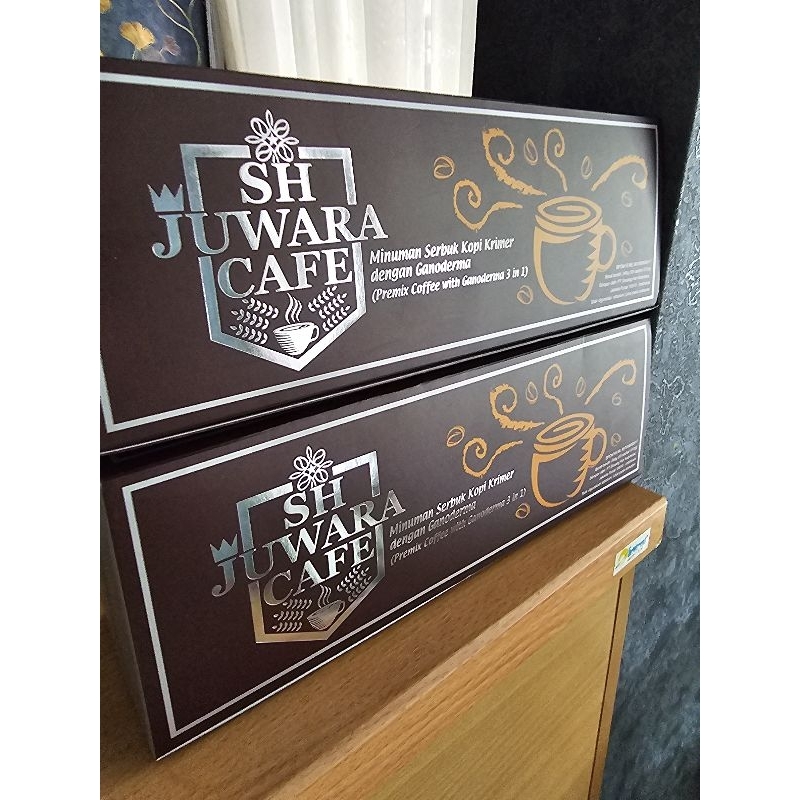 SH
JUWARA
CAFE
Minuman Serbuk Kopi Krimer
dengan Ganoderma
(Premix Coffee with Ganoderma 3 in 1)
SH
JUWARA
CAFE
Minuman Serbuk Kopi Krimer
dengan Ganoderma
(Premix Coffee with Ganoderma 3 in 1)